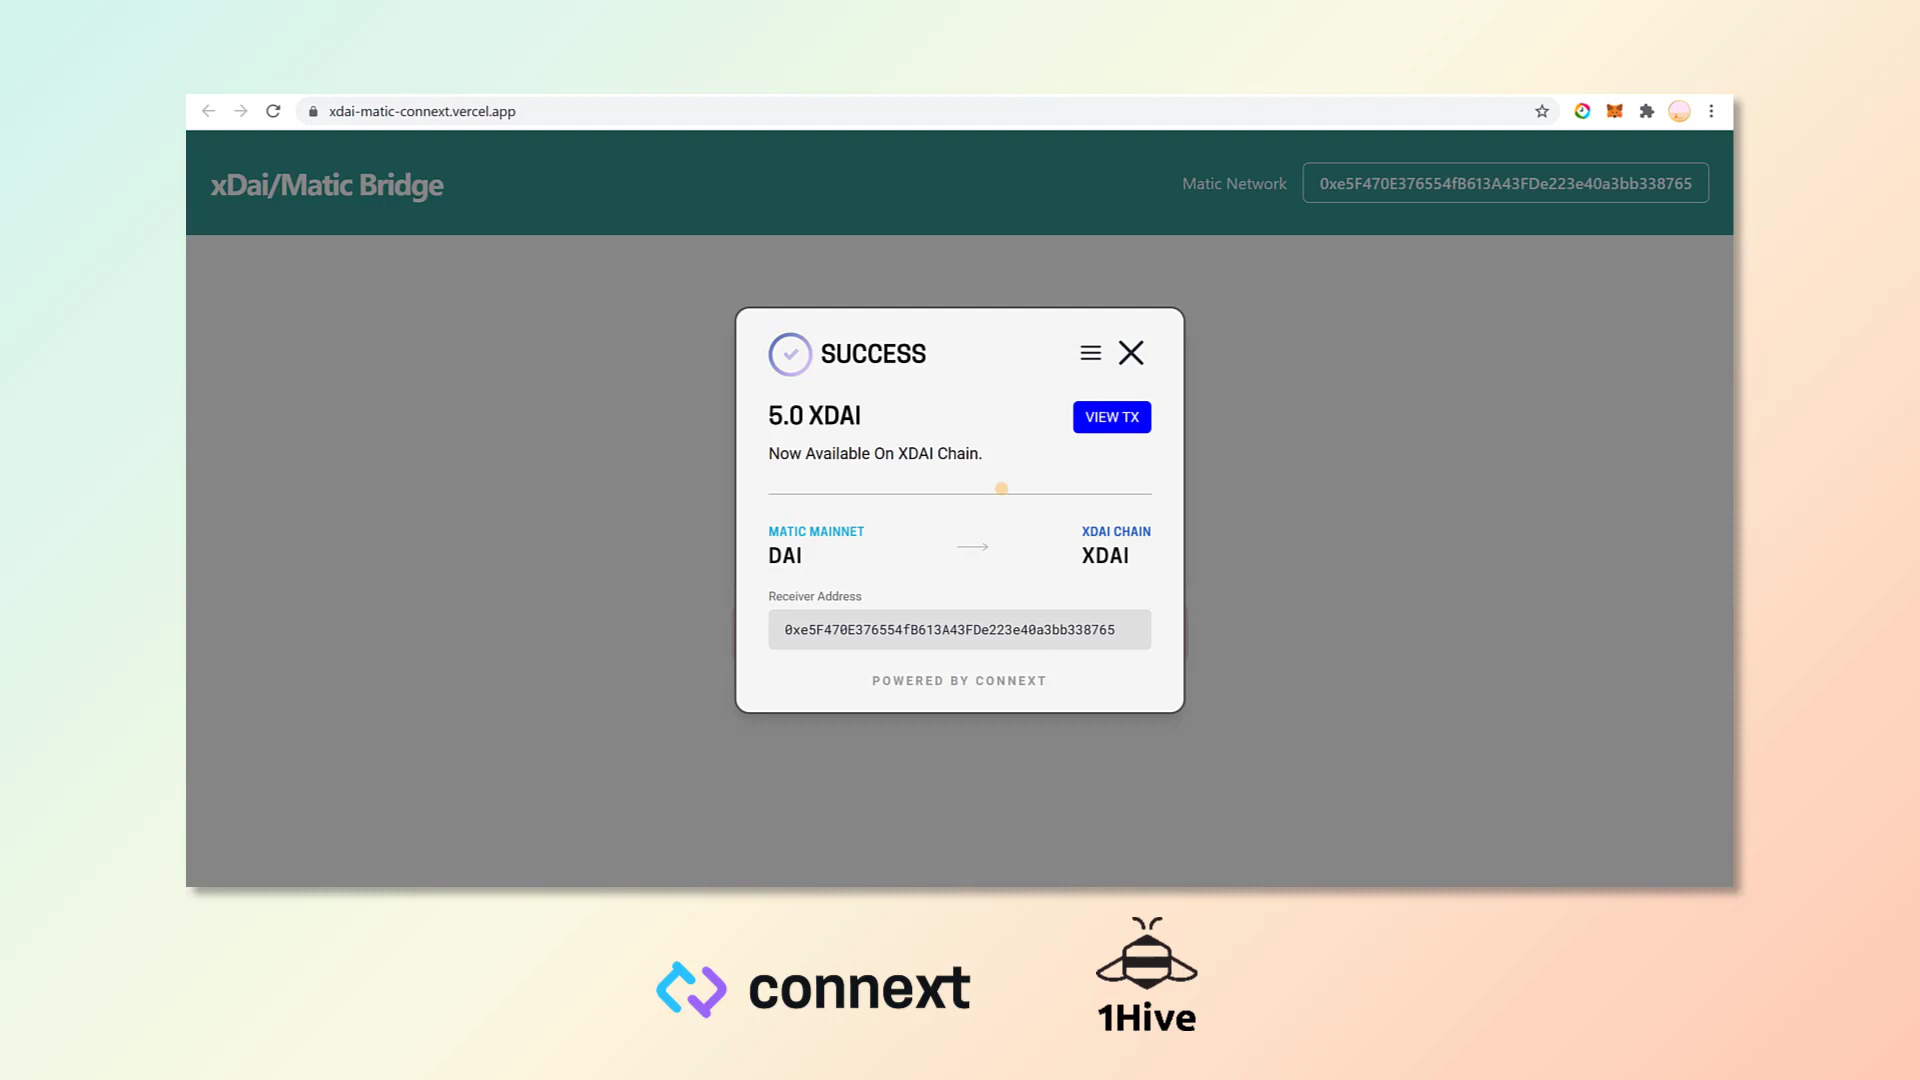 xdai-matic-connext.vercel.app
xDai/Matic Bridge
Matic Network
0xe5F470E376554fB613A43FDe223e40a3bb338765
SUCCESS
5.0 XDAI
VIEW TX
Now Available On XDAI Chain.
MATIC MAINNET
XDAI CHAIN
DAI
XDAI
Receiver Address
0xe5F470E376554fB613A43FDe223e40a3bb338765
POWERED BY CONNEXT
connext
1Hive